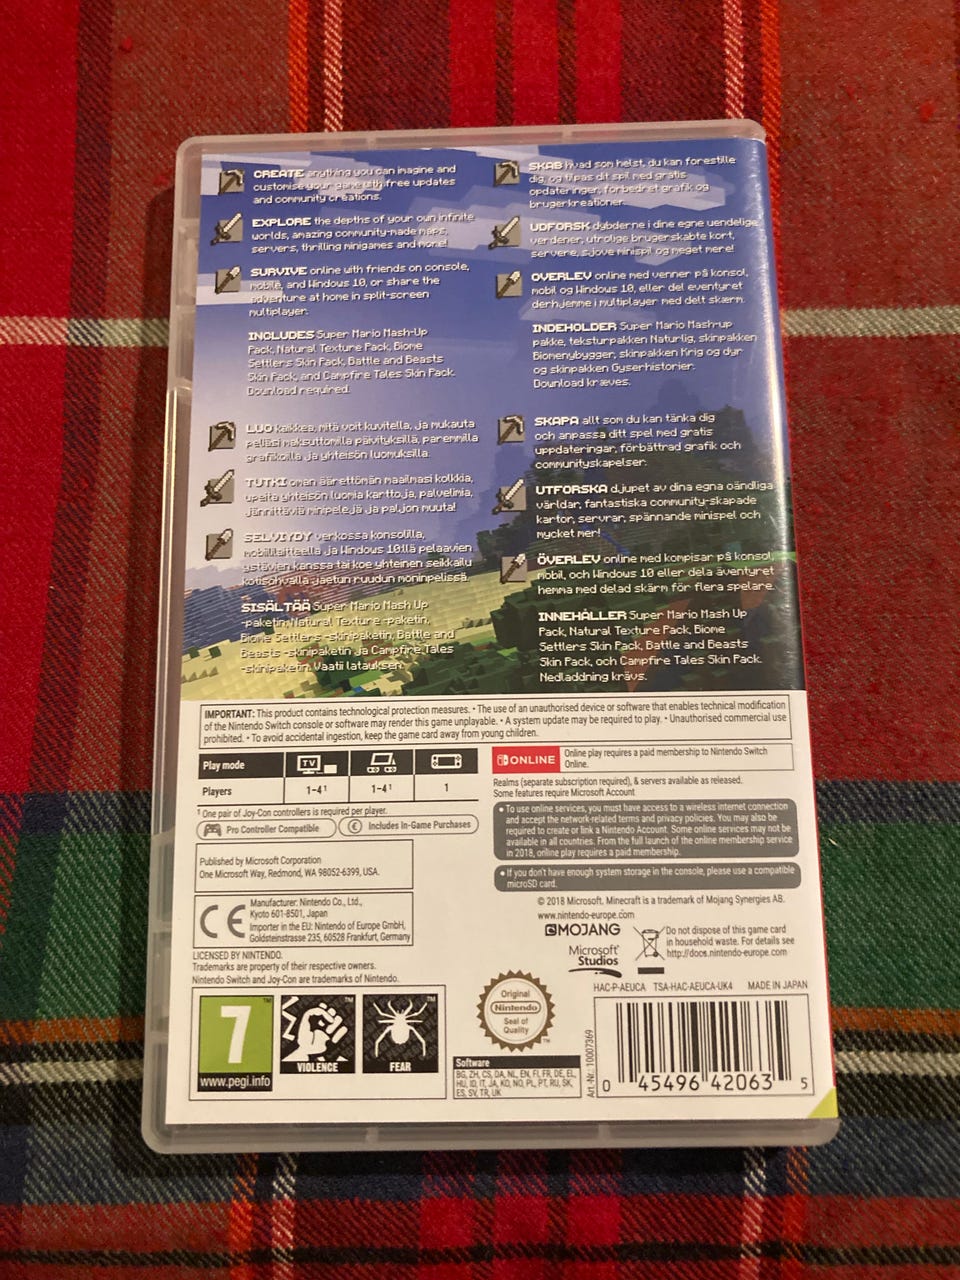 CREATE anything you can imagine and
customise your game with free updates
and community creations.
EXPLORE the depths of your own infinite
worlds, amazing community-made maps,
servers, thrilling minigames and more!
SURVIVE online with friends on console,
mobile, and Windows 10, or share the
adventure at home in split-screen
multiplayer.
INCLUDES Super Mario Mash-Up
Pack, Natural Texture Pack, Biome
Settlers Skin Pack, Battle and Beasts
Skin Pack, and Campfire Tales Skin Pack.
Download required.
SKAB hvad som helst, du kan forestille
dig, og tilpas dit spil med gratis
opdateringer, forbedret grafik og
brugerkreationer.
UDFORSK dybderne i dine egne uendelige
verdener, utrolige brugerskabte kort,
servere, sjove minispil og meget mere!
OVERLEV online med venner på konsol,
mobil og Windows 10, eller del eventyret
derhjemme i multiplayer med delt skærm.
INDEHOLDER Super Mario Mash-up
pakke, teksturpakken Naturlig, skinpakken
Biomenybygger, skinpakken Krig og dyr
og skinpakken Gyserhistorier.
Download kræves.
LUO kaikkea, mitä voit kuvitella, ja mukauta
peliäsi maksuttomilla päivityksillä, paremmilla
grafikoilla ja yhteisön luomuksilla.
TUTKI oman äärettömän maailmasi kolkkia,
upeita yhteisön luomia karttoja, palvelimia,
jännittäviä minipelejä ja paljon muuta!
SELVIYDY verkossa konsolilla,
mobiililaitteella ja Windows 10:llä pelaavien
ystävien kanssa tai koe yhteinen seikkailu
kotisohvalla jaetun ruudun moninpelissä.
SISÄLTÄÄ Super Mario Mash Up
-paketin, Natural Texture -paketin,
Biome Settlers -skinipaketin, Battle and
Beasts -skinipaketin ja Campfire Tales
-skinipaketin. Vaatii latauksen.
SKAPA allt som du kan tänka dig
och anpassa ditt spel med gratis
uppdateringar, förbättrad grafik och
communityskapelser.
UTFORSKA djupet av dina egna oändliga
världar, fantastiska community-skapade
kartor, servrar, spännande minispel och
mycket mer!
ÖVERLEV online med kompisar på konsol,
mobil, och Windows 10 eller dela äventyret
hemma med delad skärm för flera spelare.
INNEHÅLLER Super Mario Mash Up
Pack, Natural Texture Pack, Biome
Settlers Skin Pack, Battle and Beasts
Skin Pack, och Campfire Tales Skin Pack.
Nedladdning krävs.
IMPORTANT: This product contains technological protection measures. • The use of an unauthorised device or software that enables technical modification
of the Nintendo Switch console or software may render this game unplayable. • A system update may be required to play. • Unauthorised commercial use
prohibited. • To avoid accidental ingestion, keep the game card away from young children.
Play mode TV
Players 1-4¹ 1-4¹ 1
¹ One pair of Joy-Con controllers is required per player.
Pro Controller Compatible € Includes In-Game Purchases
ONLINE
Online play requires a paid membership to Nintendo Switch
Online.
Realms (separate subscription required), & servers available as released.
Some features require Microsoft Account
• To use online services, you must have access to a wireless internet connection
and accept the network-related terms and privacy policies. You may also be
required to create or link a Nintendo Account. Some online services may not be
available in all countries. From the full launch of the online membership service
in 2018, online play requires a paid membership.
• If you don't have enough system storage in the console, please use a compatible
microSD card.
Published by Microsoft Corporation
One Microsoft Way, Redmond, WA 98052-6399, USA.
CE
Manufacturer: Nintendo Co., Ltd.,
Kyoto 601-8501, Japan
Importer in the EU: Nintendo of Europe GmbH,
Goldsteinstrasse 235, 60528 Frankfurt, Germany
LICENSED BY NINTENDO.
Trademarks are property of their respective owners.
Nintendo Switch and Joy-Con are trademarks of Nintendo.
© 2018 Microsoft. Minecraft is a trademark of Mojang Synergies AB.
www.nintendo-europe.com
MOJANG
Microsoft
Studios
Do not dispose of this game card
in household waste. For details see
http://docs.nintendo-europe.com
HAC-P-AEUCA TSA-HAC-AEUCA-UK4 MADE IN JAPAN
7
www.pegi.info
VIOLENCE
FEAR
Original
Nintendo
Seal of
Quality
TM
Software
BG, ZH, CS, DA, NL, EN, FI, FR, DE, EL,
HU, ID, IT, JA, KO, NO, PL, PT, RU, SK,
ES, SV, TR, UK
Art.-Nr.: 10007369
0 45496 42063 5